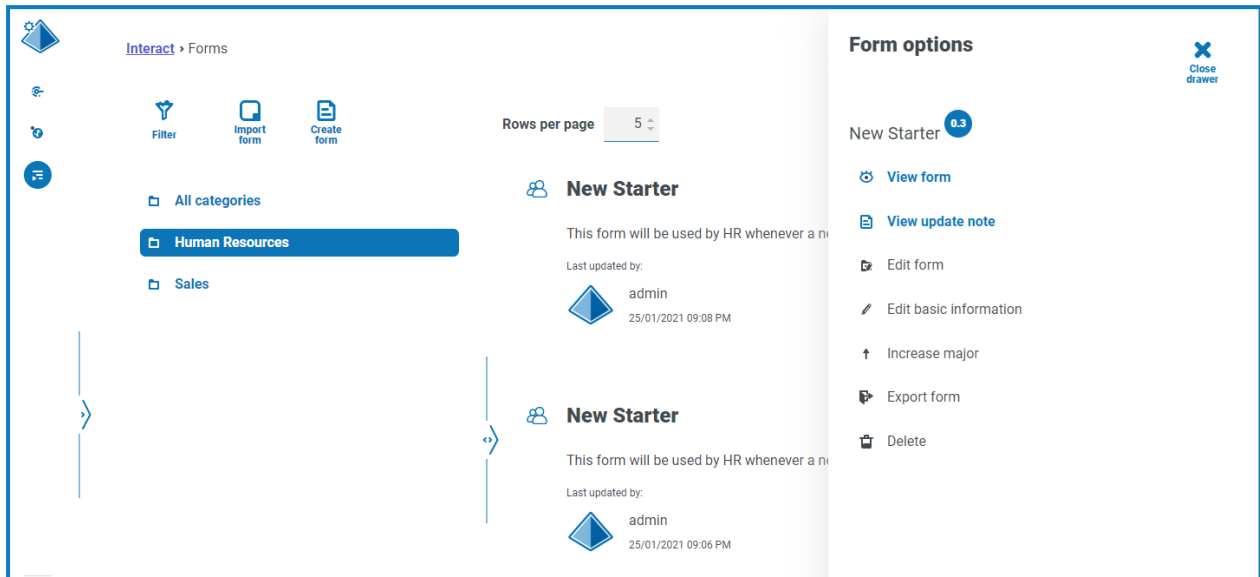 Interact › Forms
Filter
Import form
Create form
All categories
Human Resources
Sales
Rows per page 5
New Starter
This form will be used by HR whenever a
Last updated by:
admin
25/01/2021 09:08 PM
New Starter
This form will be used by HR whenever a
Last updated by:
admin
25/01/2021 09:06 PM
Form options
Close drawer
New Starter 0.3
View form
View update note
Edit form
Edit basic information
Increase major
Export form
Delete